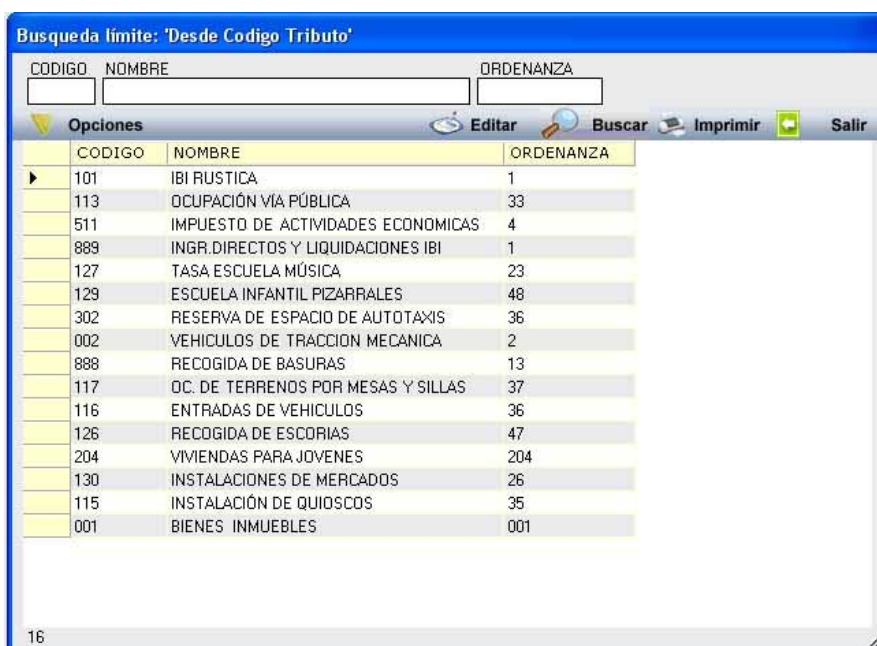 Busqueda límite: 'Desde Codigo Tributo'
CODIGO NOMBRE ORDENANZA
Opciones Editar Buscar Imprimir Salir
CODIGO NOMBRE ORDENANZA
101 IBI RUSTICA 1
113 OCUPACIÓN VÍA PÚBLICA 33
511 IMPUESTO DE ACTIVIDADES ECONOMICAS 4
889 INGR.DIRECTOS Y LIQUIDACIONES IBI 1
127 TASA ESCUELA MÚSICA 23
129 ESCUELA INFANTIL PIZARRALES 48
302 RESERVA DE ESPACIO DE AUTOTAXIS 36
002 VEHICULOS DE TRACCION MECANICA 2
888 RECOGIDA DE BASURAS 13
117 OC. DE TERRENOS POR MESAS Y SILLAS 37
116 ENTRADAS DE VEHICULOS 36
126 RECOGIDA DE ESCORIAS 47
204 VIVIENDAS PARA JOVENES 204
130 INSTALACIONES DE MERCADOS 26
115 INSTALACIÓN DE QUIOSCOS 35
001 BIENES INMUEBLES 001
16